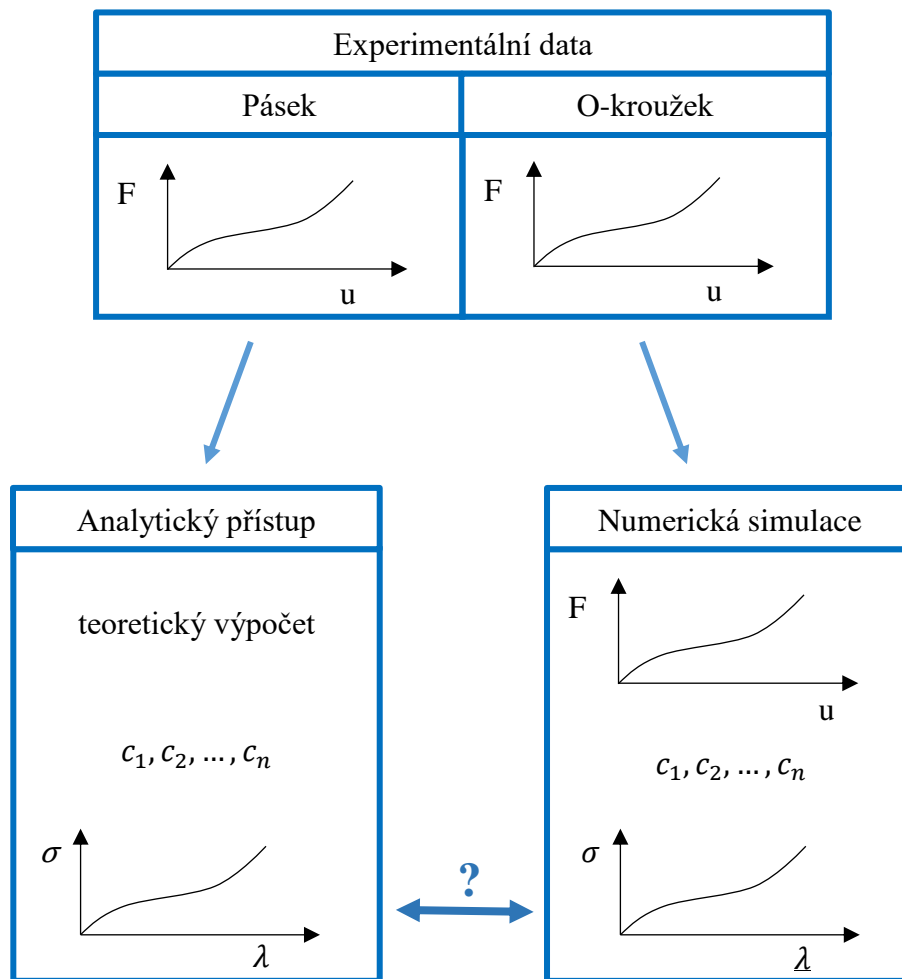 Experimentální data
Pásek
O-kroužek
F
u
F
u
Analytický přístup
teoretický výpočet
c₁, c₂, … , cₙ
σ
λ
?
Numerická simulace
F
u
c₁, c₂, … , cₙ
σ
λ